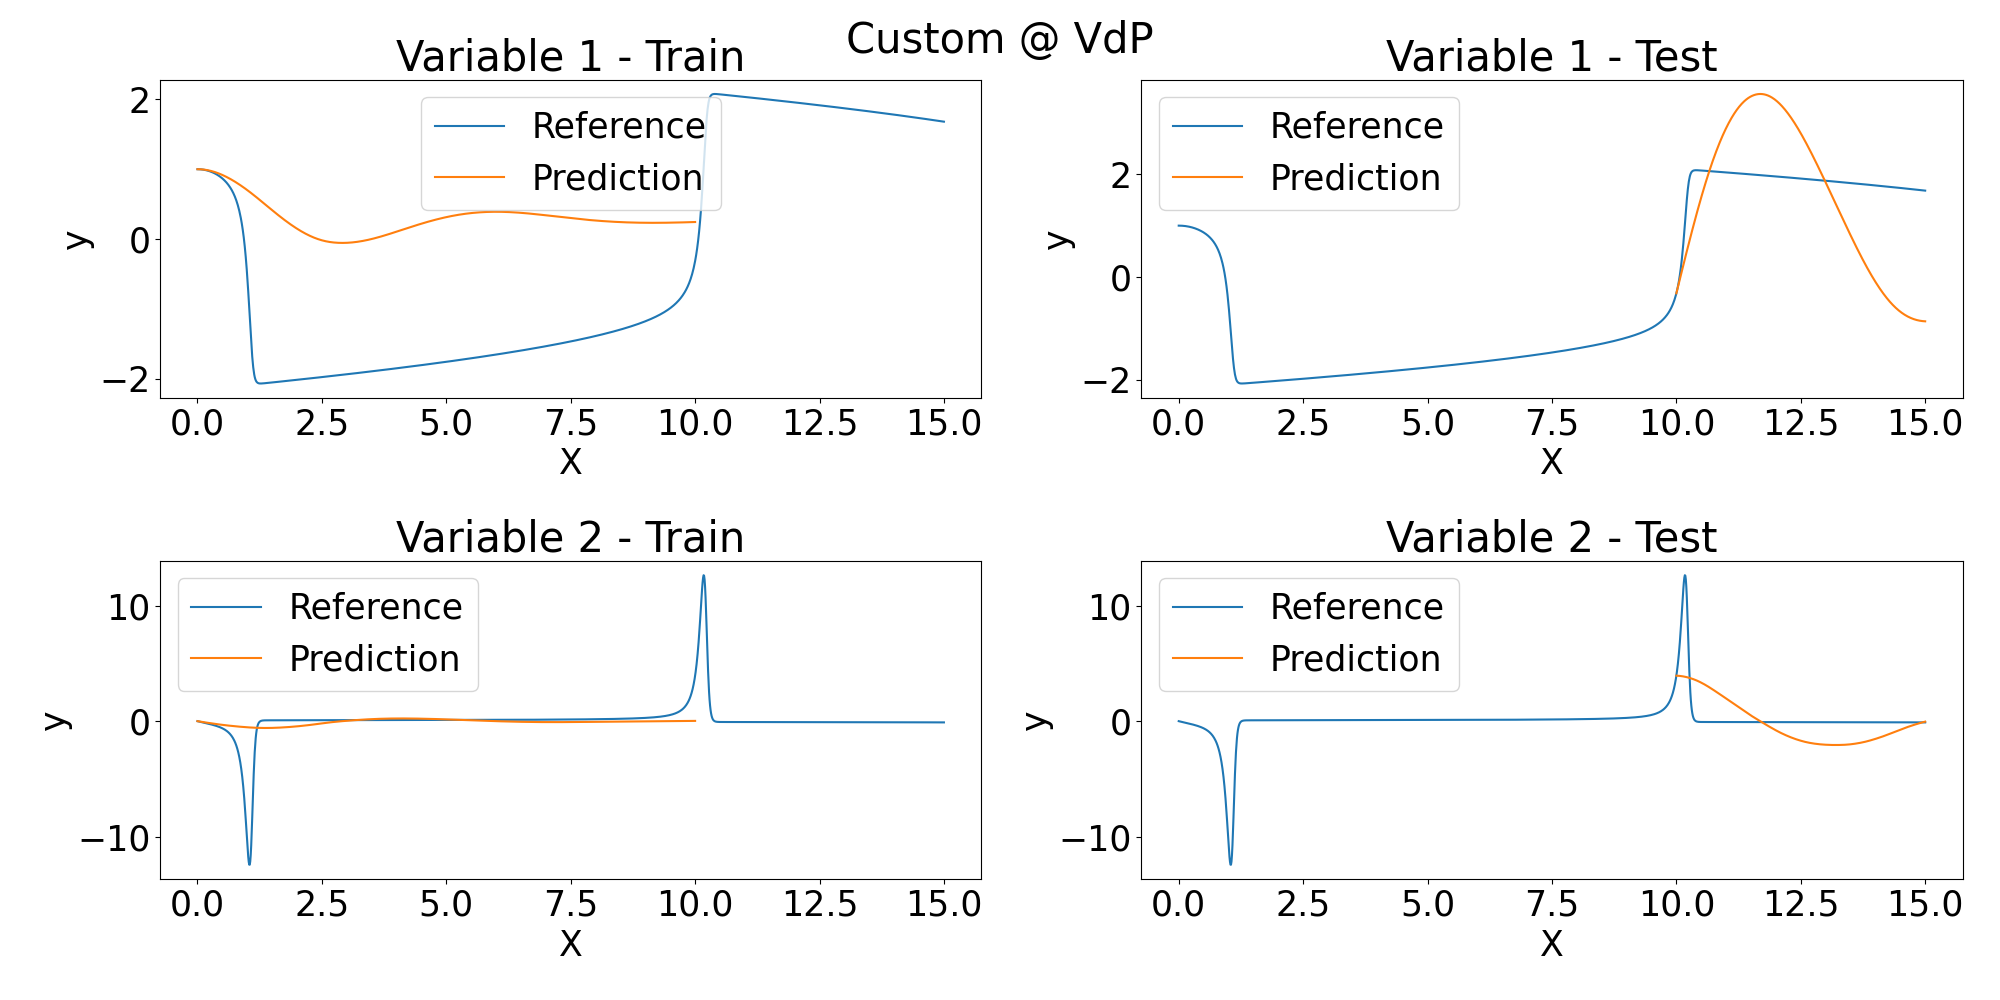 Custom @ VdP
Variable 1 - Train
Variable 1 - Test
2
0
−2
y
Reference
Prediction
0.0 2.5 5.0 7.5 10.0 12.5 15.0
X
2
0
−2
y
Reference
Prediction
0.0 2.5 5.0 7.5 10.0 12.5 15.0
X
Variable 2 - Train
Variable 2 - Test
10
0
−10
y
Reference
Prediction
0.0 2.5 5.0 7.5 10.0 12.5 15.0
X
10
0
−10
y
Reference
Prediction
0.0 2.5 5.0 7.5 10.0 12.5 15.0
X